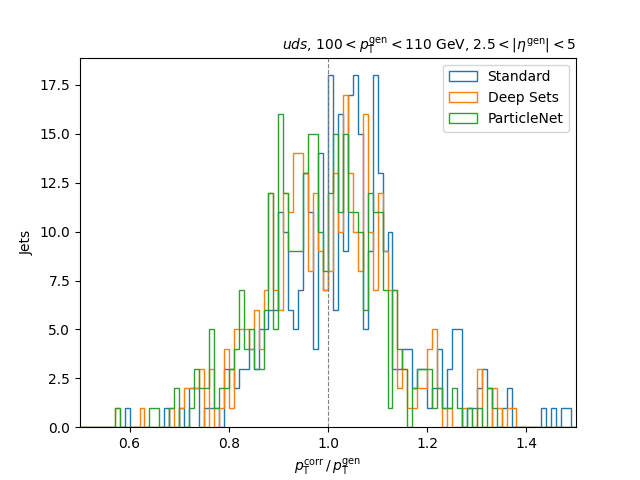 uds, 100 < p_T^gen < 110 GeV, 2.5 < |η^gen| < 5
Standard
Deep Sets
ParticleNet
17.5
15.0
12.5
10.0
7.5
5.0
2.5
0.0
Jets
0.6 0.8 1.0 1.2 1.4
p_T^corr / p_T^gen